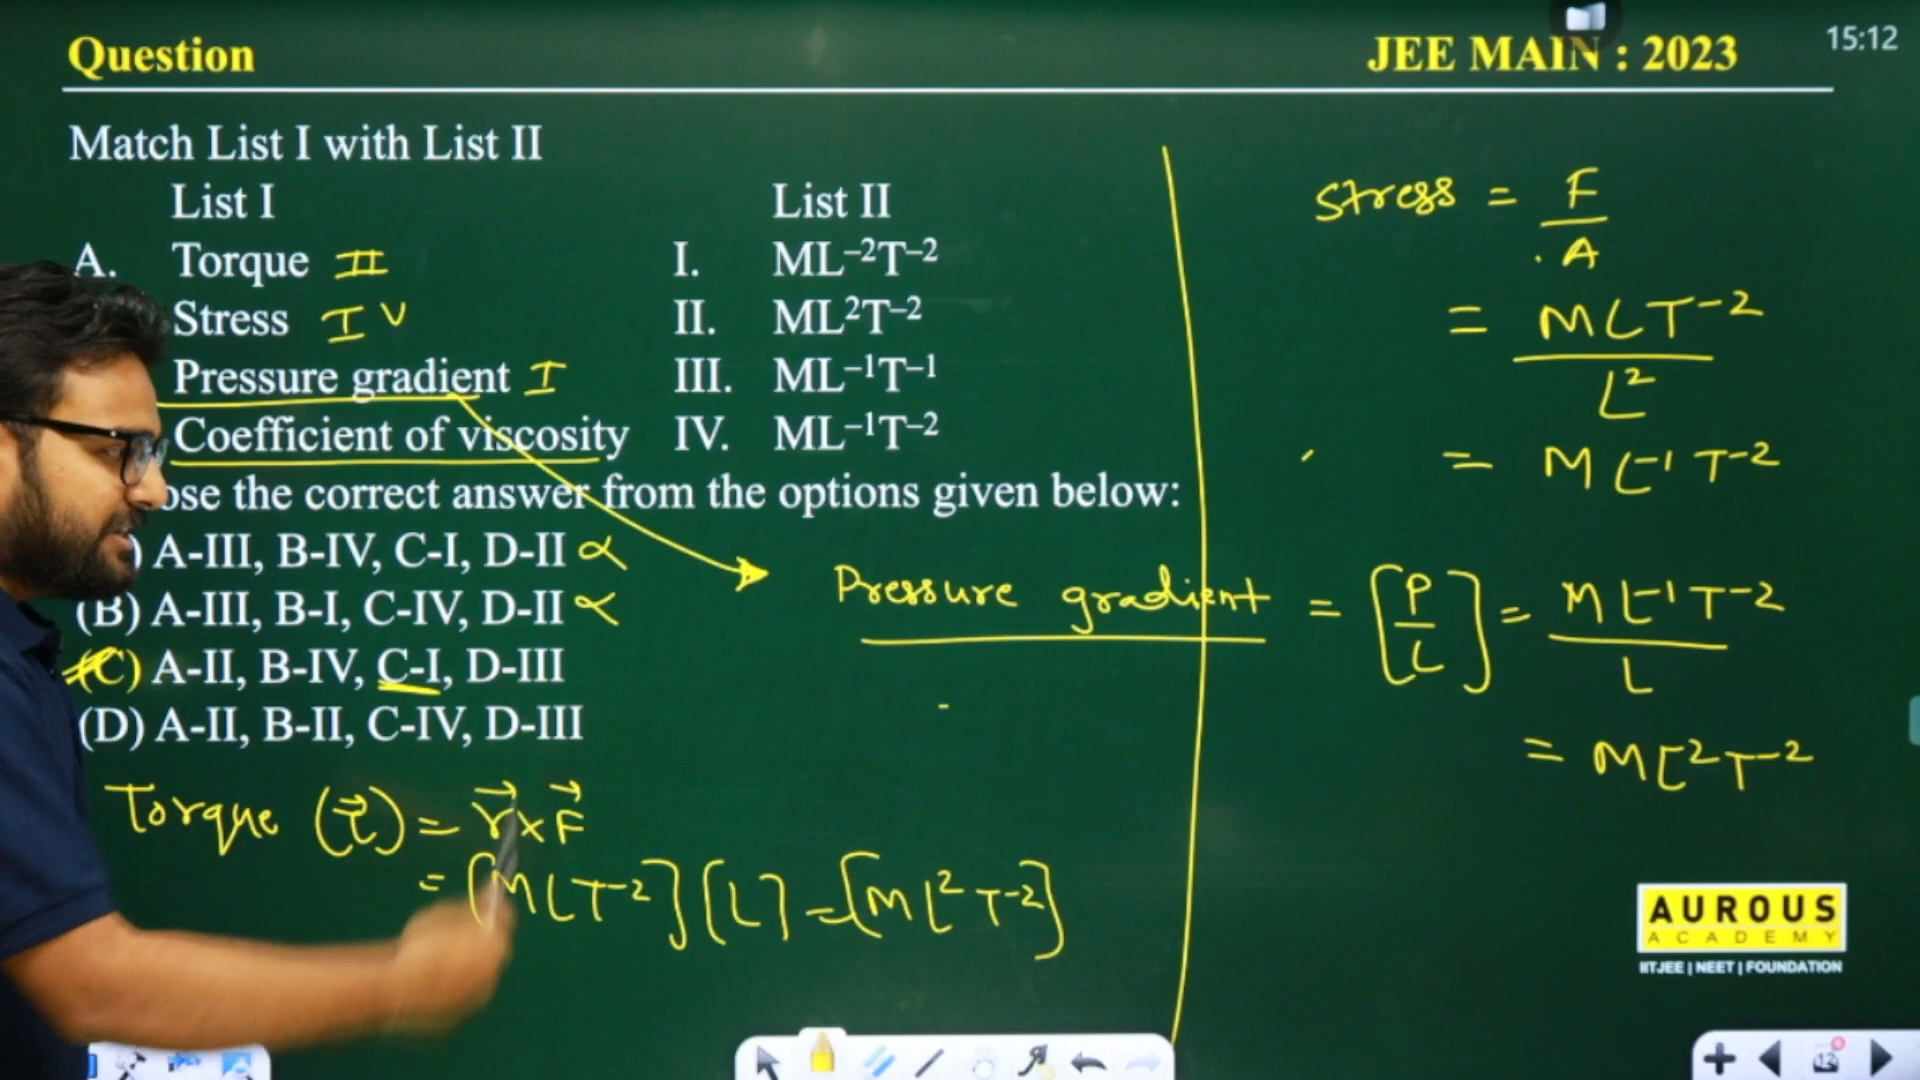 Question
JEE MAIN : 2023
15:12
Match List I with List II
List I List II
A. Torque II I. ML⁻²T⁻²
Stress IV II. ML²T⁻²
Pressure gradient I III. ML⁻¹T⁻¹
Coefficient of viscosity IV. ML⁻¹T⁻²
ose the correct answer from the options given below:
) A-III, B-IV, C-I, D-II
(B) A-III, B-I, C-IV, D-II
(C) A-II, B-IV, C-I, D-III
(D) A-II, B-II, C-IV, D-III
Torque (τ⃗) = r⃗ × F⃗
= [MLT⁻²] [L] = [ML²T⁻²]
Stress = F/A
= MLT⁻²/L²
= ML⁻¹T⁻²
Pressure gradient = [P/L] = ML⁻¹T⁻²/L
= ML⁻²T⁻²
AUROUS
ACADEMY
IITJEE | NEET | FOUNDATION
12